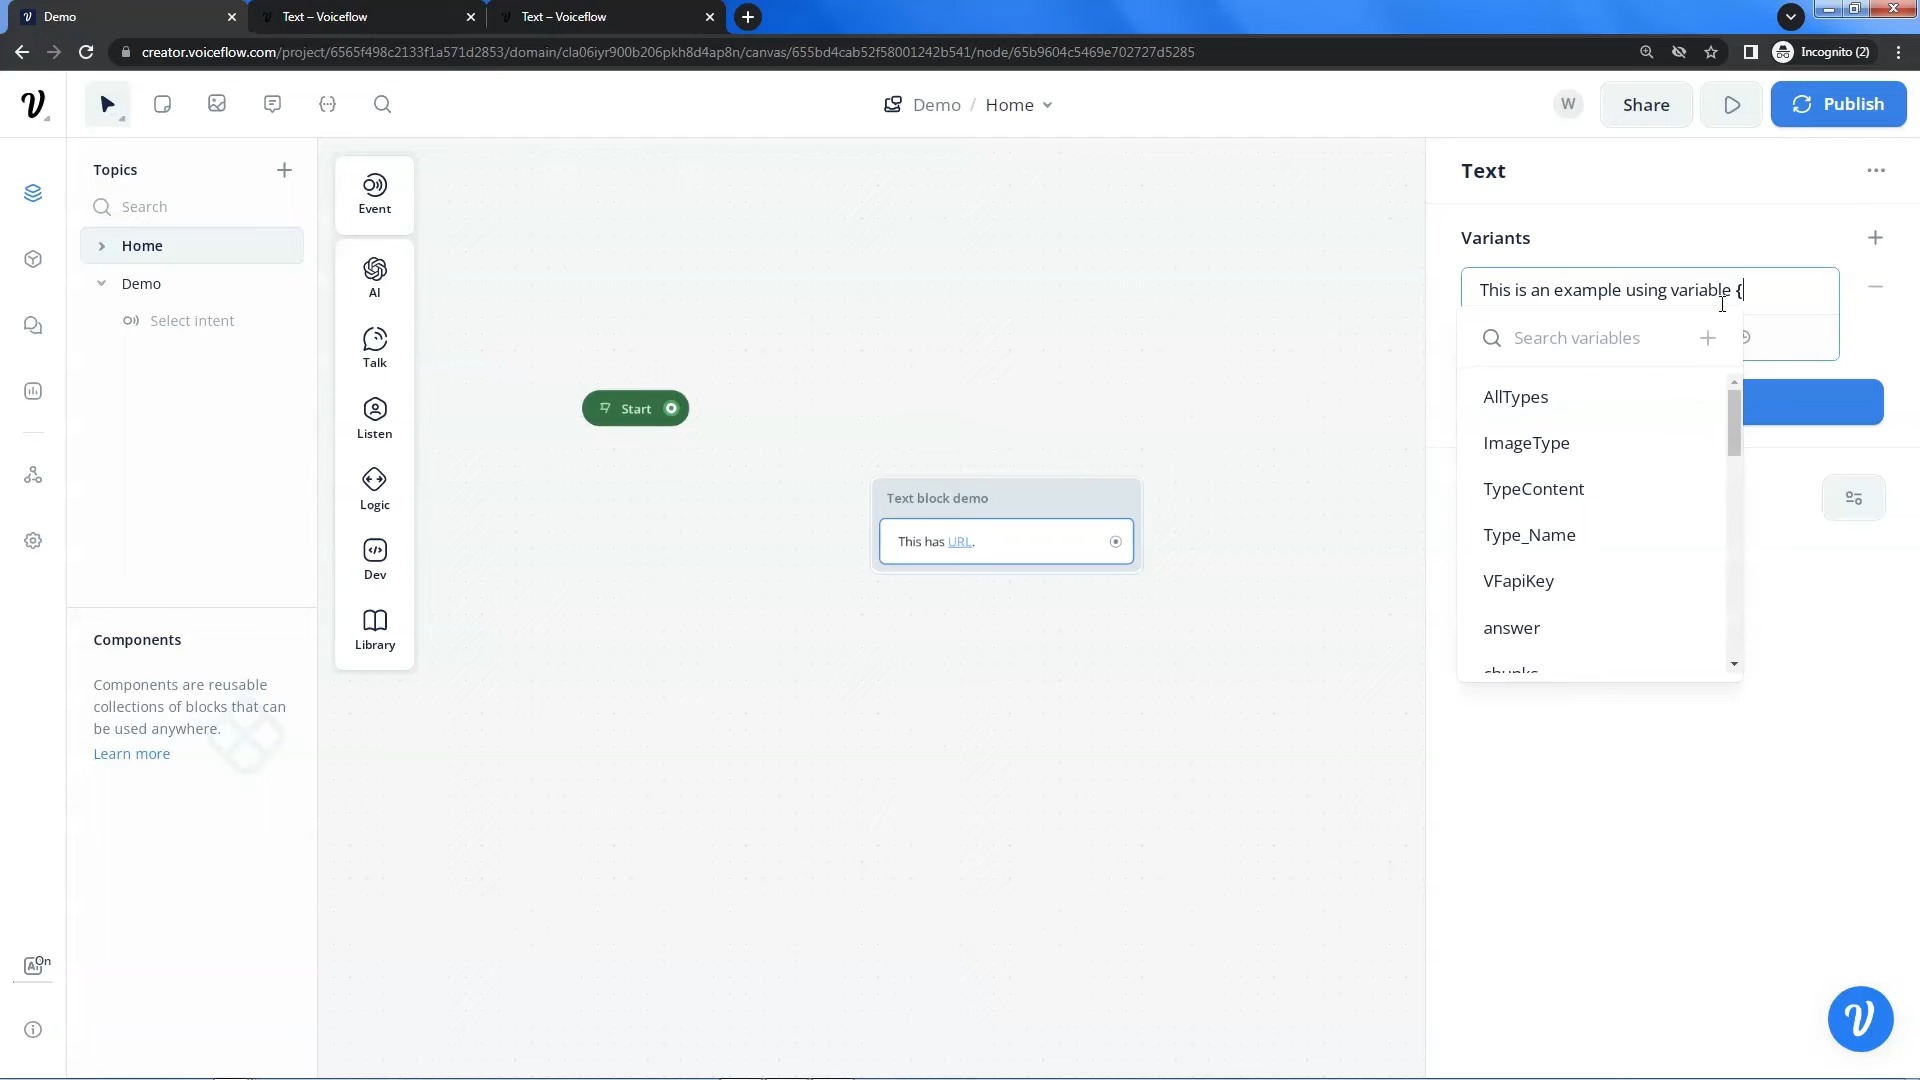 Demo
Text – Voiceflow
Text – Voiceflow
creator.voiceflow.com/project/6565f498c2133f1a571d2853/domain/cla06iyr900b206pkh8d4ap8n/canvas/655bd4cab52f58001242b541/node/65b9604c5469e702727d5285
Incognito (2)
Demo / Home
W
Share
Publish
Topics
Search
Home
Demo
Select intent
Event
AI
Talk
Listen
Logic
Dev
Library
Start
Text block demo
This has URL.
Text
Variants
This is an example using variable {
Search variables
AllTypes
ImageType
TypeContent
Type_Name
VFapiKey
answer
chunks
Components
Components are reusable
collections of blocks that can
be used anywhere.
Learn more
On